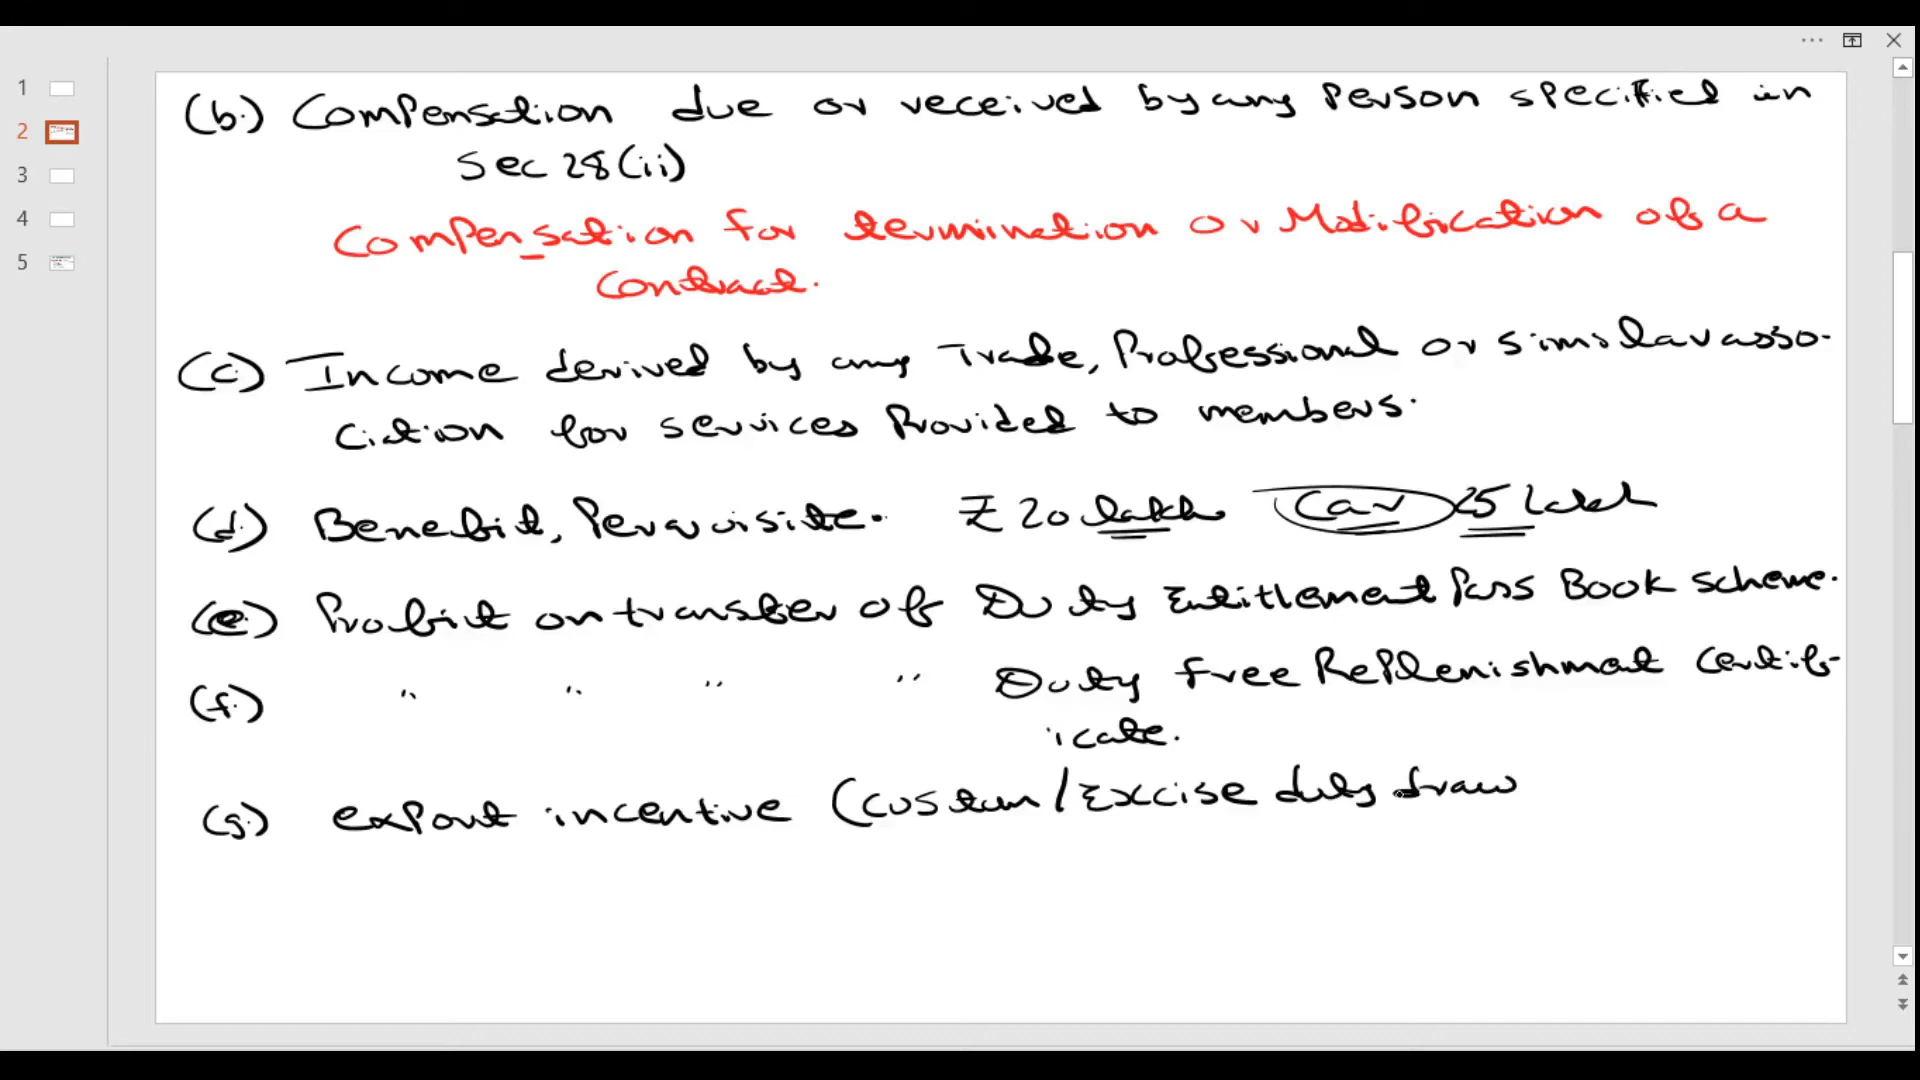 1
2
3
4
5
(b.) Compensation due or received by any Person specified in
Sec 28(ii)
Compensation for termination or Modification of a
contract.
(c.) Income derived by any Trade, Professional or similar asso-
ciation for services Provided to members.
(d.) Benefit, Perquisite. ₹ 20 lakh Car 25 Lakh
(e.) Profit on transfer of Duty Entitlement Pass Book scheme.
(f.) " " " " Duty Free Replenishment Certif-
icate.
(g.) export incentive (custom/Excise duty draw